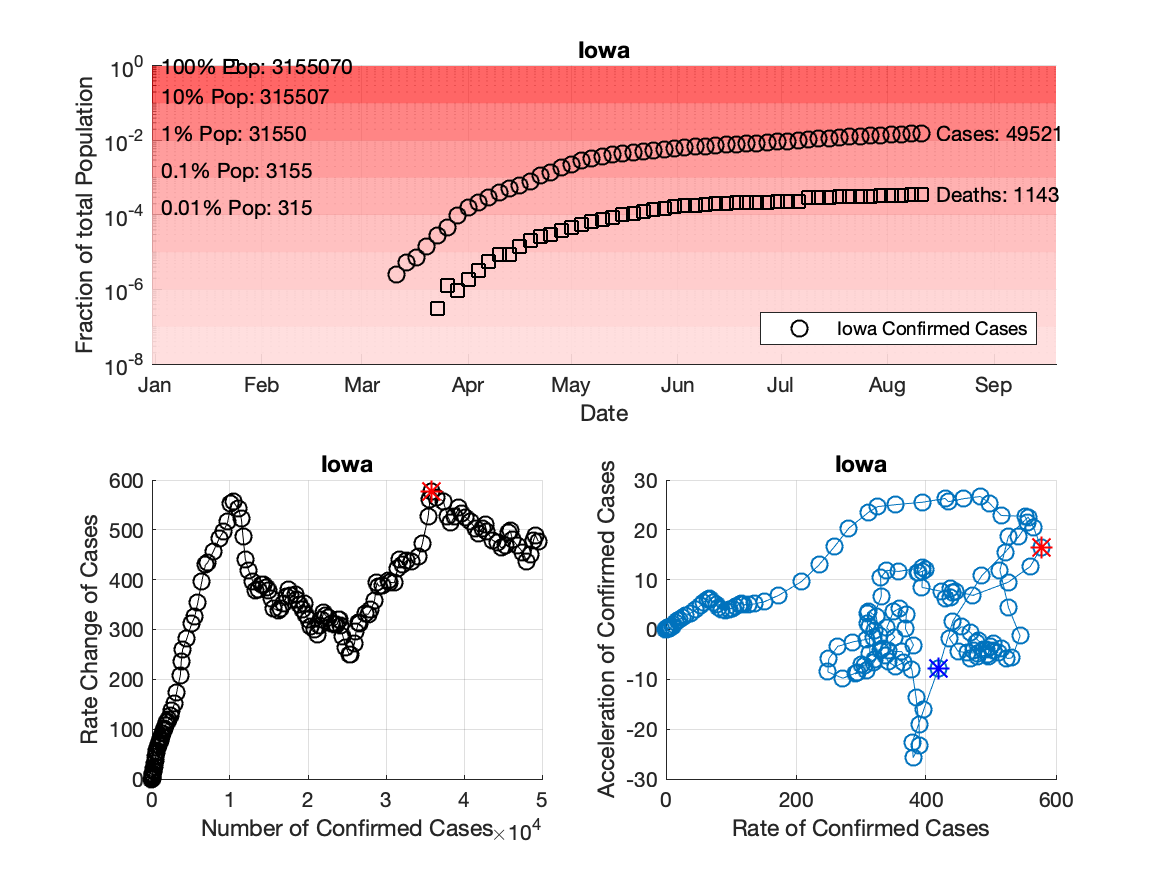 Iowa
Fraction of total Population
10^0
10^-2
10^-4
10^-6
10^-8
100% Pop: 3155070
10% Pop: 315507
1% Pop: 31550
0.1% Pop: 3155
0.01% Pop: 315
Cases: 49521
Deaths: 1143
Iowa Confirmed Cases
Jan Feb Mar Apr May Jun Jul Aug Sep
Date
Iowa
Rate Change of Cases
600
500
400
300
200
100
0
0 1 2 3 4 5
Number of Confirmed Cases ×10^4
Iowa
Acceleration of Confirmed Cases
30
20
10
0
-10
-20
-30
0 200 400 600
Rate of Confirmed Cases